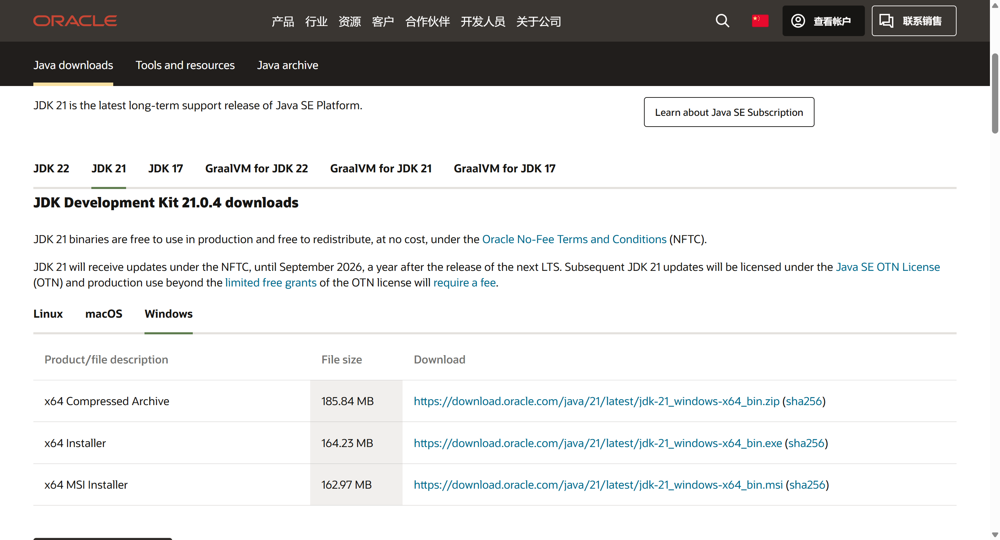 ORACLE
产品 行业 资源 客户 合作伙伴 开发人员 关于公司
查看帐户
联系销售
Java downloads Tools and resources Java archive
JDK 21 is the latest long-term support release of Java SE Platform.
Learn about Java SE Subscription
JDK 22 JDK 21 JDK 17 GraalVM for JDK 22 GraalVM for JDK 21 GraalVM for JDK 17
JDK Development Kit 21.0.4 downloads
JDK 21 binaries are free to use in production and free to redistribute, at no cost, under the Oracle No-Fee Terms and Conditions (NFTC).
JDK 21 will receive updates under the NFTC, until September 2026, a year after the release of the next LTS. Subsequent JDK 21 updates will be licensed under the Java SE OTN License
(OTN) and production use beyond the limited free grants of the OTN license will require a fee.
Linux macOS Windows
Product/file description File size Download
x64 Compressed Archive 185.84 MB https://download.oracle.com/java/21/latest/jdk-21_windows-x64_bin.zip (sha256)
x64 Installer 164.23 MB https://download.oracle.com/java/21/latest/jdk-21_windows-x64_bin.exe (sha256)
x64 MSI Installer 162.97 MB https://download.oracle.com/java/21/latest/jdk-21_windows-x64_bin.msi (sha256)